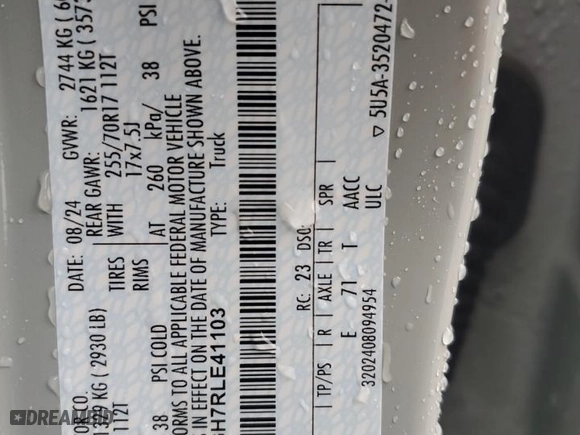 OR CO.
DATE: 08/24 GVWR: 2744 KG
KG ( 2930 LB) REAR GAWR: 1621 KG ( 357
112T TIRES WITH 255/70R17 112T
RIMS 17x7.5J
38 PSI COLD AT 260 kPa/ 38 PSI
ORMS TO ALL APPLICABLE FEDERAL MOTOR VEHICLE
S IN EFFECT ON THE DATE OF MANUFACTURE SHOWN ABOVE.
H7RLE41103 TYPE: Truck
RC: 23 DSO:
TP/PS R AXLE TR SPR
E 71 T AACC
ULC
3202408094954 ▽ 5U5A-3520472-
DREAM